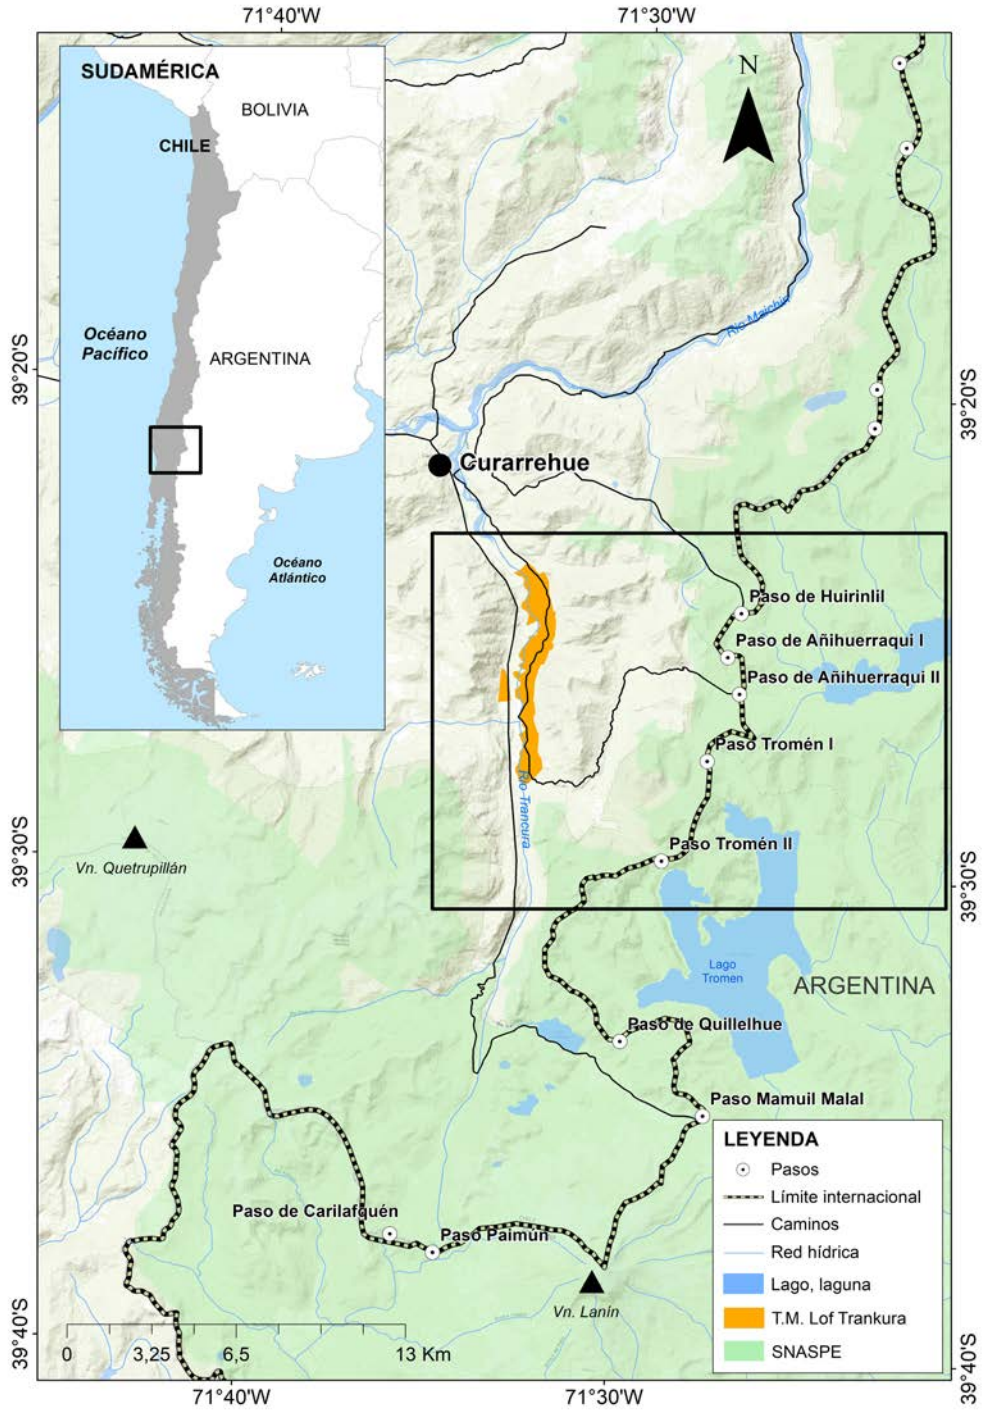 71°40'W
71°30'W
SUDAMÉRICA
BOLIVIA
CHILE
Océano
Pacífico
ARGENTINA
Océano
Atlántico
N
Río Maichín
39°20'S
39°20'S
Curarrehue
Paso de Huirinlil
Paso de Añihuerraqui I
Paso de Añihuerraqui II
Paso Tromén I
Río Trancura
Paso Tromén II
39°30'S
39°30'S
Vn. Quetrupillán
Lago
Tromen
ARGENTINA
Paso de Quillelhue
Paso Mamuil Malal
Paso de Carilafquén
Paso Paimún
Vn. Lanín
LEYENDA
Pasos
Límite internacional
Caminos
Red hídrica
Lago, laguna
T.M. Lof Trankura
SNASPE
39°40'S
39°40'S
0 3,25 6,5 13 Km
71°40'W
71°30'W